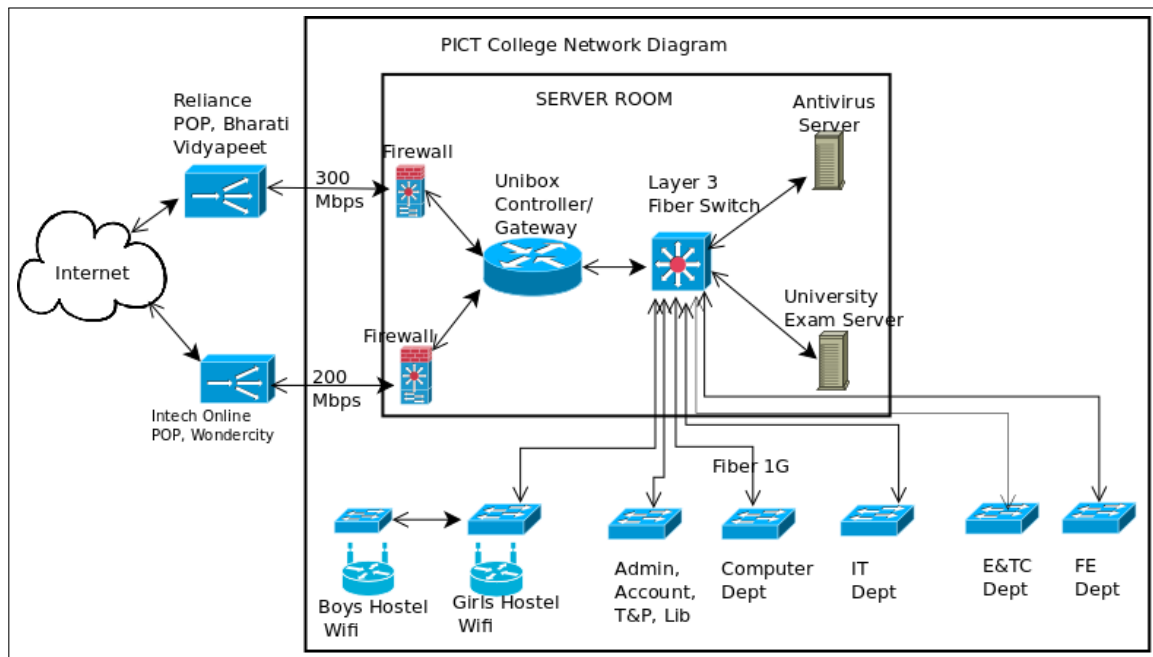 PICT College Network Diagram
SERVER ROOM
Reliance
POP, Bharati
Vidyapeet
300
Mbps
Firewall
Unibox
Controller/
Gateway
Layer 3
Fiber Switch
Antivirus
Server
Internet
University
Exam Server
Firewall
200
Mbps
Intech Online
POP, Wondercity
Fiber 1G
Boys Hostel
Wifi
Girls Hostel
Wifi
Admin,
Account,
T&P, Lib
Computer
Dept
IT
Dept
E&TC
Dept
FE
Dept